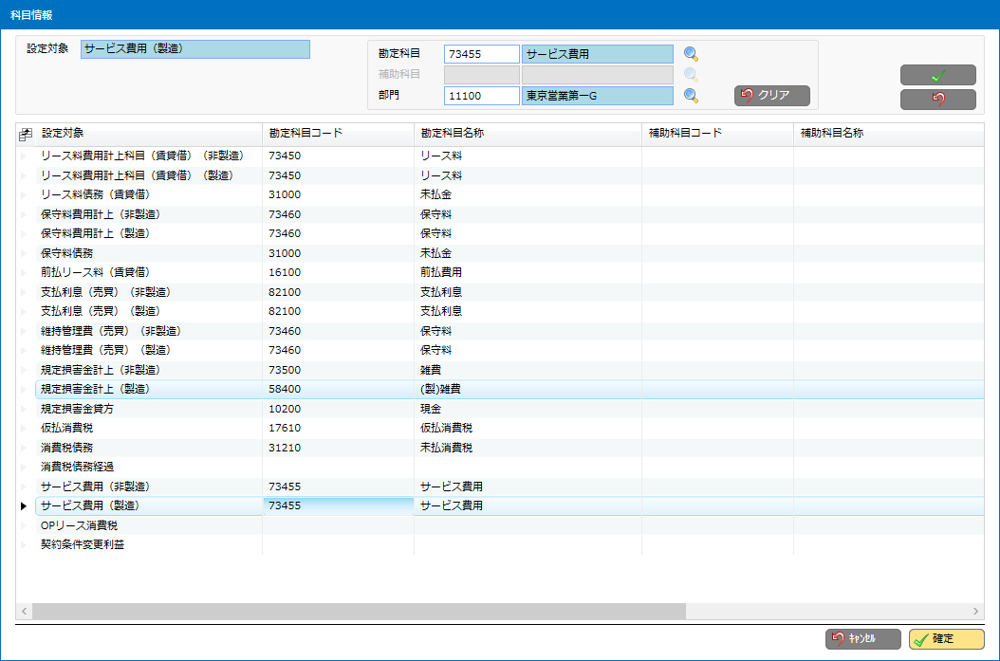 科目情報
設定対象 サービス費用（製造）
勘定科目 73455 サービス費用
補助科目
部門 11100 東京営業第一G クリア
設定対象 勘定科目コード 勘定科目名称 補助科目コード 補助科目名称
リース料費用計上科目（賃貸借）（非製造） 73450 リース料
リース料費用計上科目（賃貸借）（製造） 73450 リース料
リース料債務（賃貸借） 31000 未払金
保守料費用計上（非製造） 73460 保守料
保守料費用計上（製造） 73460 保守料
保守料債務 31000 未払金
前払リース料（賃貸借） 16100 前払費用
支払利息（売買）（非製造） 82100 支払利息
支払利息（売買）（製造） 82100 支払利息
維持管理費（売買）（非製造） 73460 保守料
維持管理費（売買）（製造） 73460 保守料
規定損害金計上（非製造） 73500 雑費
規定損害金計上（製造） 58400 (製)雑費
規定損害金貸方 10200 現金
仮払消費税 17610 仮払消費税
消費税債務 31210 未払消費税
消費税債務経過
サービス費用（非製造） 73455 サービス費用
サービス費用（製造） 73455 サービス費用
OPリース消費税
契約条件変更利益
ｷｬﾝｾﾙ 確定